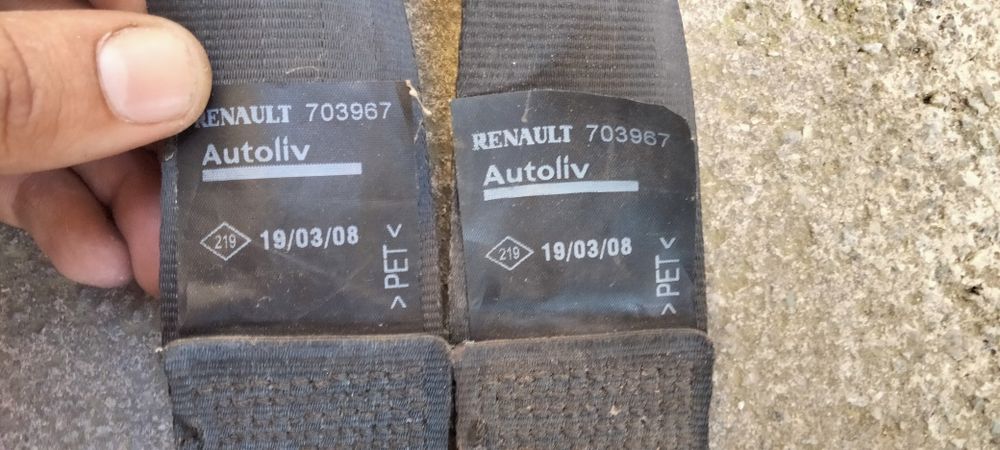 RENAULT 703967
Autoliv
219 19/03/08
>PET<
RENAULT 703967
Autoliv
219 19/03/08
>PET<